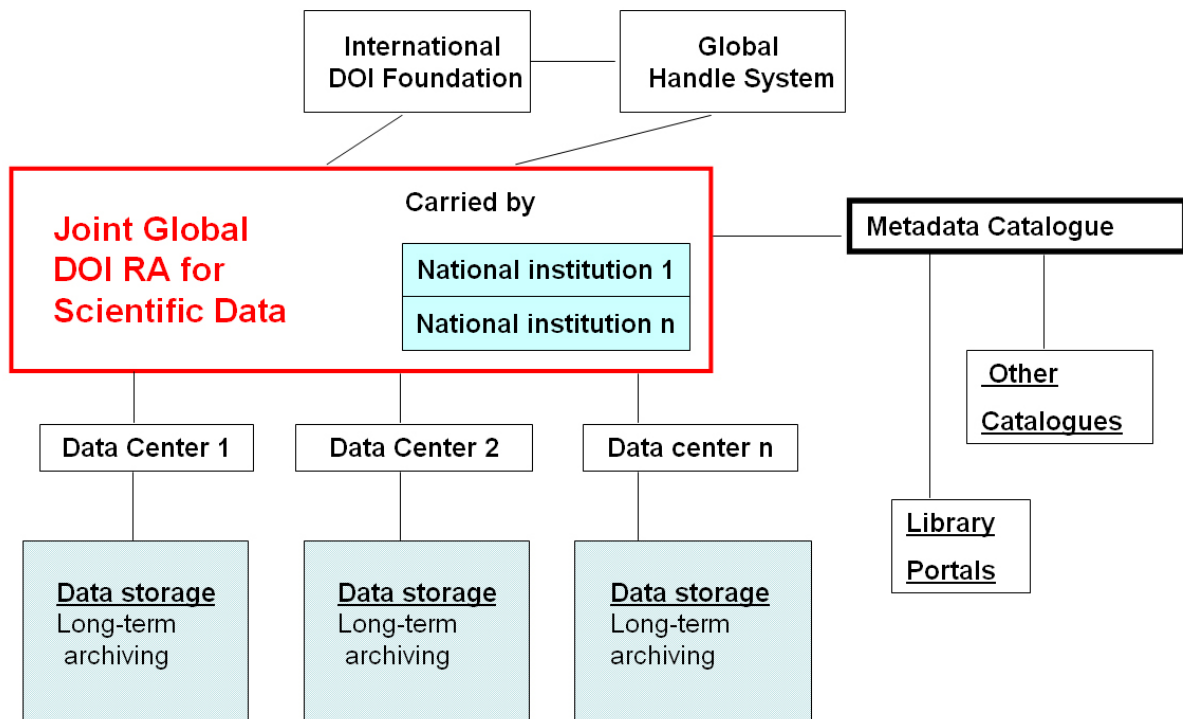 International
DOI Foundation
Global
Handle System
Joint Global
DOI RA for
Scientific Data
Carried by
National institution 1
National institution n
Metadata Catalogue
Other
Catalogues
Library
Portals
Data Center 1
Data Center 2
Data center n
Data storage
Long-term
archiving
Data storage
Long-term
archiving
Data storage
Long-term
archiving